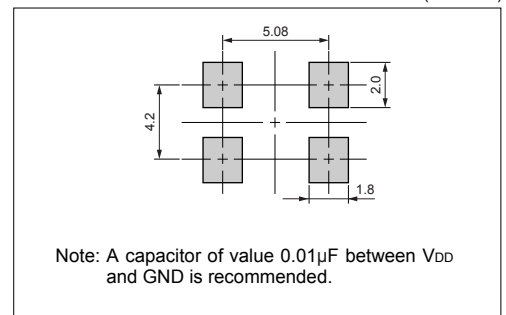 5.08
2.0
4.2
1.8
Note: A capacitor of value 0.01µF between VDD
and GND is recommended.